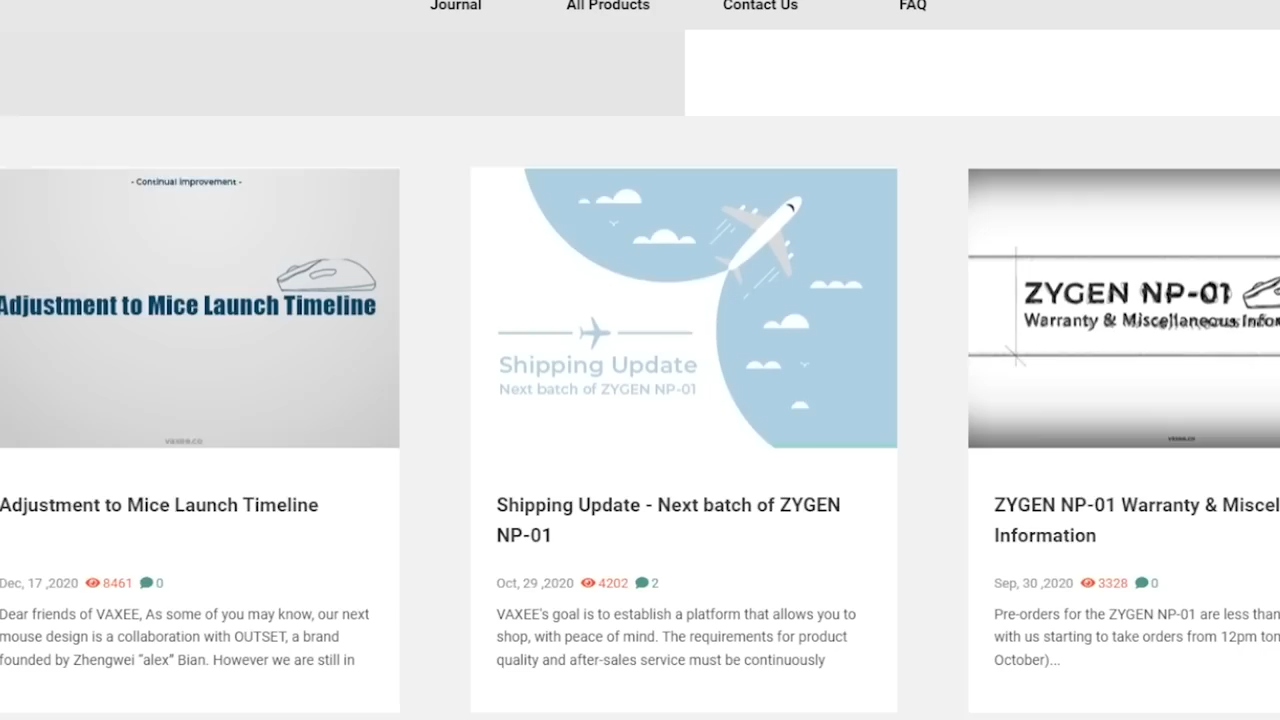 Journal All Products Contact Us FAQ
- Continual Improvement -
Adjustment to Mice Launch Timeline
vaxee.co
Adjustment to Mice Launch Timeline
Dec, 17 ,2020 8461 0
Dear friends of VAXEE, As some of you may know, our next
mouse design is a collaboration with OUTSET, a brand
founded by Zhengwei “alex” Bian. However we are still in
Shipping Update
Next batch of ZYGEN NP-01
Shipping Update - Next batch of ZYGEN
NP-01
Oct, 29 ,2020 4202 2
VAXEE's goal is to establish a platform that allows you to
shop, with peace of mind. The requirements for product
quality and after-sales service must be continuously
ZYGEN NP-01
Warranty & Miscellaneous Infor
vaxee.co
ZYGEN NP-01 Warranty & Miscel
Information
Sep, 30 ,2020 3328 0
Pre-orders for the ZYGEN NP-01 are less than
with us starting to take orders from 12pm ton
October)...